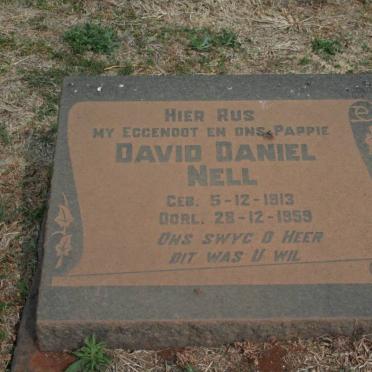 HIER RUS
MY EGGENOOT EN ONS PAPPIE
DAVID DANIEL
NELL
GEB. 5-12-1913
OORL. 28-12-1959
ONS SWYG O HEER
DIT WAS U WIL